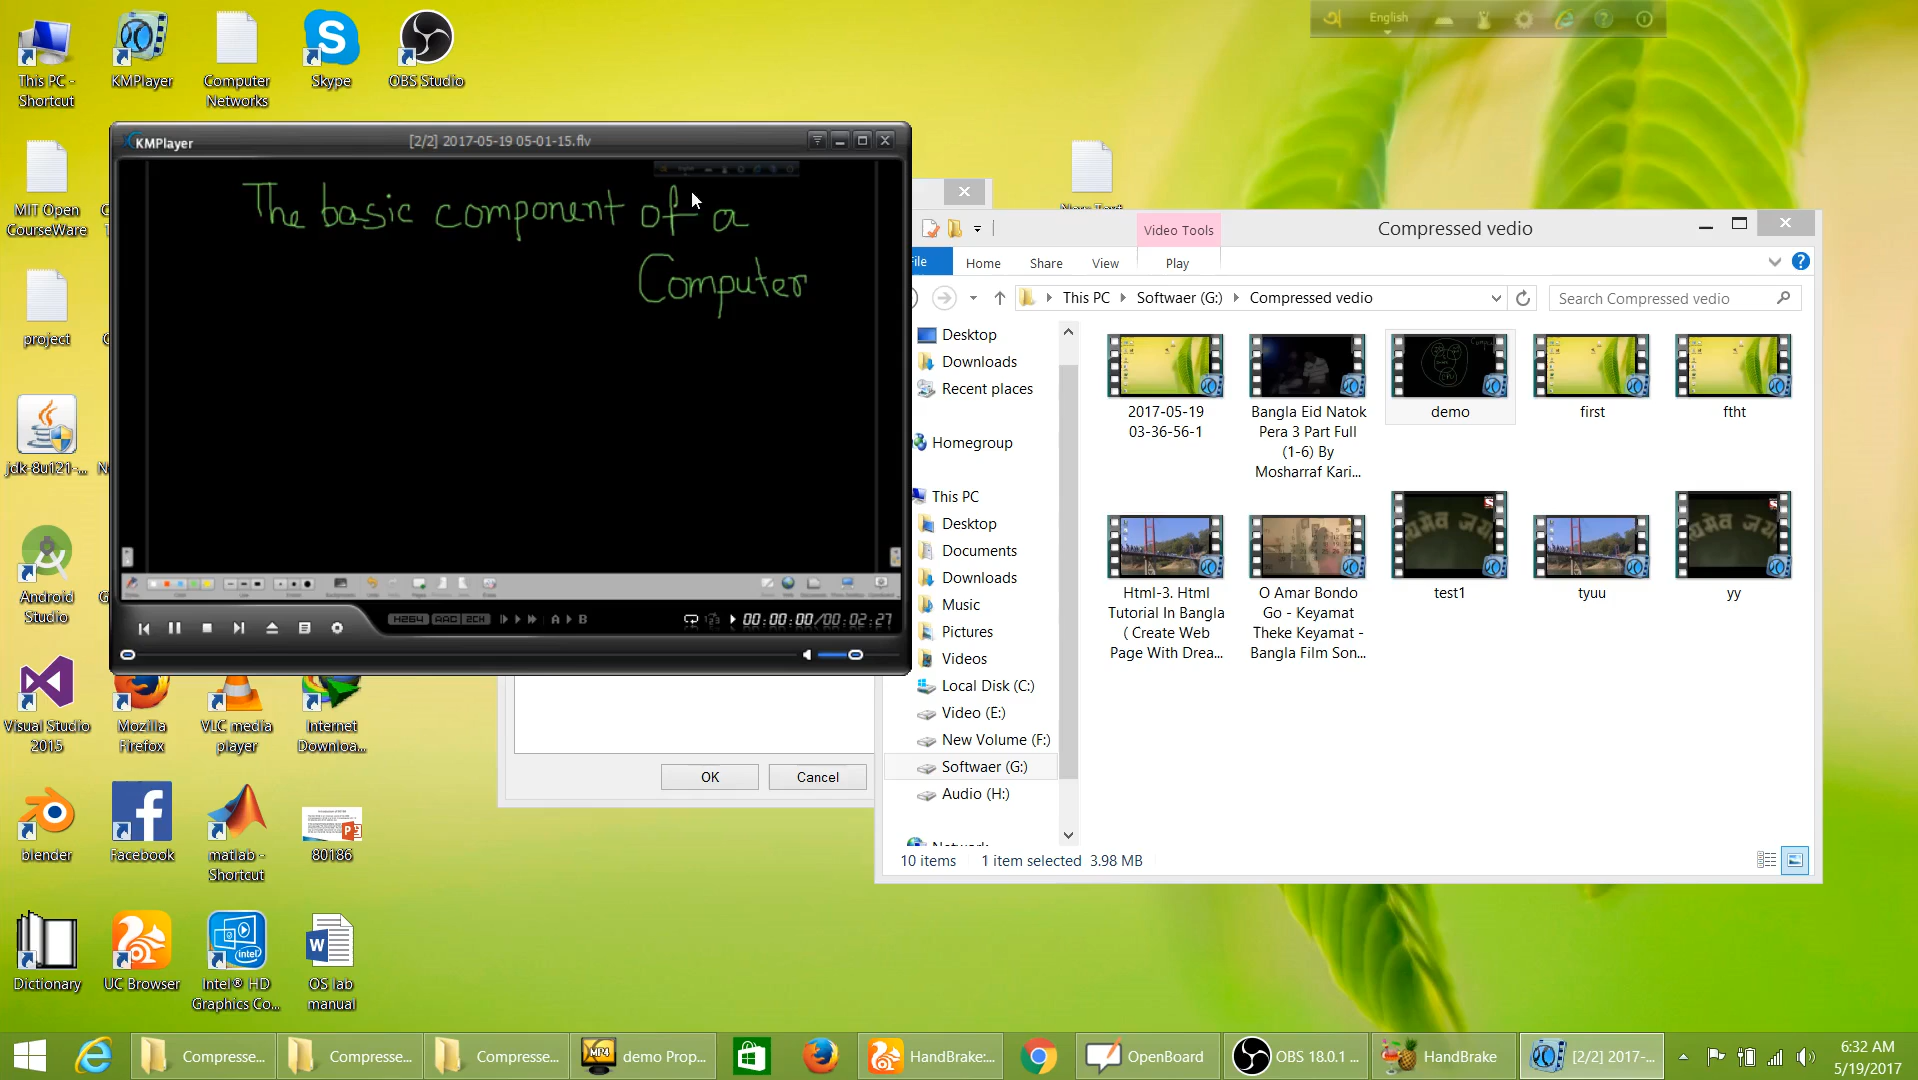 This PC -
Shortcut
KMPlayer
Computer
Networks
Skype
OBS Studio
English
KMPlayer
[2/2] 2017-05-19 05-01-15.flv
The basic component of a
Computer
H264 AAC 2CH
A B
00:00:00/00:02:27
MIT Open
CourseWare
project
jdk-8u121-...
Android
Studio
Visual Studio
2015
Mozilla
Firefox
VLC media
player
Internet
Downloa...
blender
Facebook
matlab -
Shortcut
80186
Dictionary
UC Browser
Intel® HD
Graphics Co...
OS lab
manual
OK
Cancel
Video Tools
Compressed vedio
File
Home
Share
View
Play
This PC
Softwaer (G:)
Compressed vedio
Search Compressed vedio
Desktop
Downloads
Recent places
Homegroup
This PC
Desktop
Documents
Downloads
Music
Pictures
Videos
Local Disk (C:)
Video (E:)
New Volume (F:)
Softwaer (G:)
Audio (H:)
2017-05-19
03-36-56-1
Bangla Eid Natok
Pera 3 Part Full
(1-6) By
Mosharraf Kari...
demo
first
ftht
Html-3. Html
Tutorial In Bangla
( Create Web
Page With Drea...
O Amar Bondo
Go - Keyamat
Theke Keyamat -
Bangla Film Son...
test1
tyuu
yy
10 items
1 item selected 3.98 MB
Compresse...
Compresse...
Compresse...
demo Prop...
HandBrake:...
OpenBoard
OBS 18.0.1 ...
HandBrake
[2/2] 2017-...
6:32 AM
5/19/2017